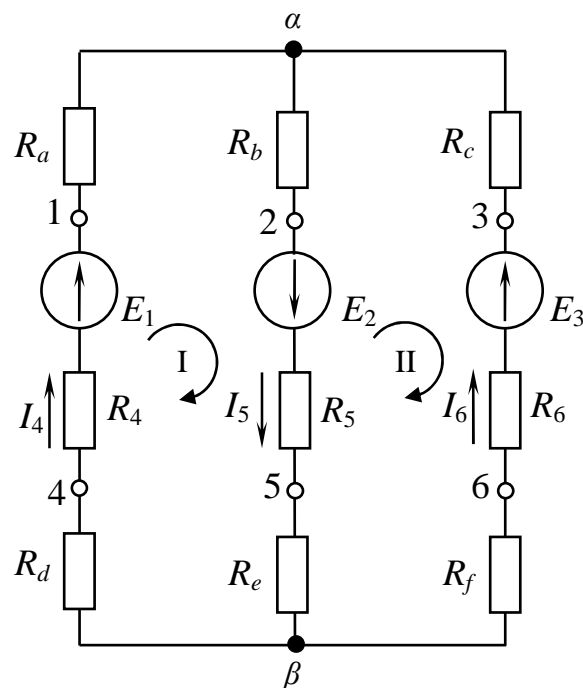 α
R_a R_b R_c
1 2 3
E_1 E_2 E_3
I II
I_4 R_4 I_5 R_5 I_6 R_6
4 5 6
R_d R_e R_f
β